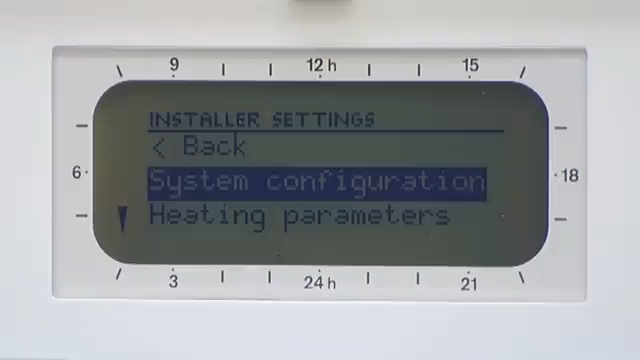 9 12 h 15
INSTALLER SETTINGS
< Back
6 System configuration 18
Heating parameters
3 24 h 21